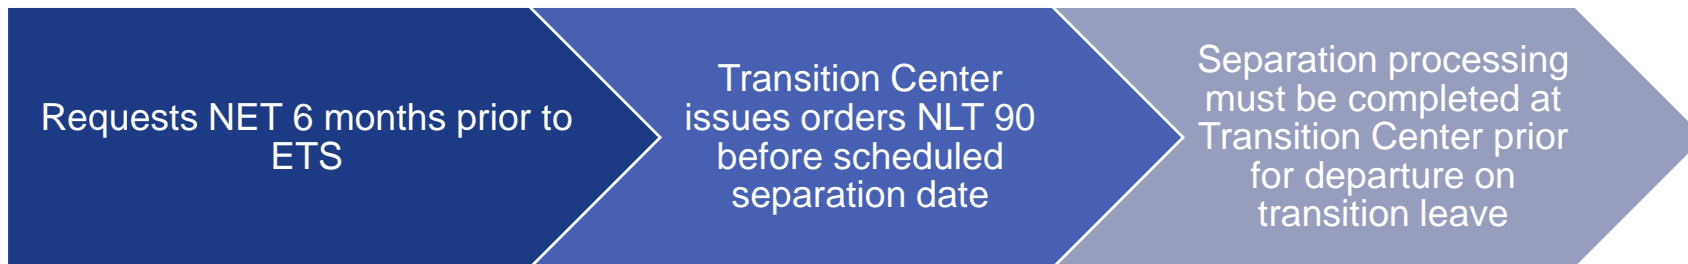 Requests NET 6 months prior to
ETS
Transition Center
issues orders NLT 90
before scheduled
separation date
Separation processing
must be completed at
Transition Center prior
for departure on
transition leave